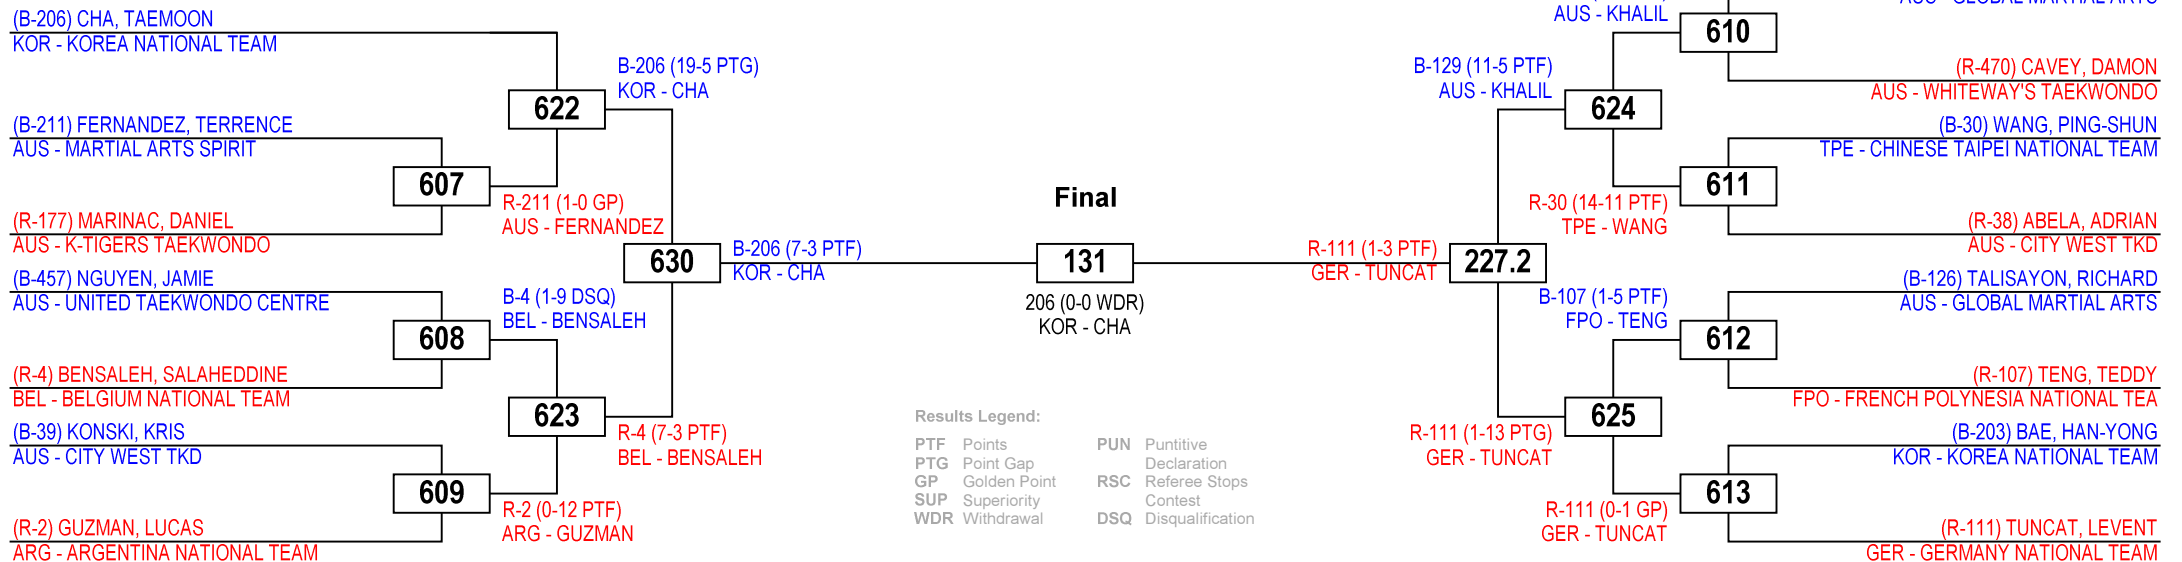 (B-206) CHA, TAEMOON
KOR - KOREA NATIONAL TEAM
622
B-206 (19-5 PTG)
KOR - CHA
(B-211) FERNANDEZ, TERRENCE
AUS - MARTIAL ARTS SPIRIT
607
(R-177) MARINAC, DANIEL
AUS - K-TIGERS TAEKWONDO
R-211 (1-0 GP)
AUS - FERNANDEZ
630
B-206 (7-3 PTF)
KOR - CHA
(B-457) NGUYEN, JAMIE
AUS - UNITED TAEKWONDO CENTRE
608
B-4 (1-9 DSQ)
BEL - BENSALEH
(R-4) BENSALEH, SALAHEDDINE
BEL - BELGIUM NATIONAL TEAM
623
R-4 (7-3 PTF)
BEL - BENSALEH
(B-39) KONSKI, KRIS
AUS - CITY WEST TKD
609
R-2 (0-12 PTF)
ARG - GUZMAN
(R-2) GUZMAN, LUCAS
ARG - ARGENTINA NATIONAL TEAM
Final
131
206 (0-0 WDR)
KOR - CHA
Results Legend:
PTF Points
PTG Point Gap
GP Golden Point
SUP Superiority
WDR Withdrawal
PUN Puntitive
Declaration
RSC Referee Stops
Contest
DSQ Disqualification
AUS - KHALIL
AUS - GLOBAL MARTIAL ARTS
610
B-129 (11-5 PTF)
AUS - KHALIL
(R-470) CAVEY, DAMON
AUS - WHITEWAY'S TAEKWONDO
624
(B-30) WANG, PING-SHUN
TPE - CHINESE TAIPEI NATIONAL TEAM
611
R-30 (14-11 PTF)
TPE - WANG
(R-38) ABELA, ADRIAN
AUS - CITY WEST TKD
R-111 (1-3 PTF)
GER - TUNCAT
227.2
(B-126) TALISAYON, RICHARD
AUS - GLOBAL MARTIAL ARTS
B-107 (1-5 PTF)
FPO - TENG
612
(R-107) TENG, TEDDY
FPO - FRENCH POLYNESIA NATIONAL TEA
625
R-111 (1-13 PTG)
GER - TUNCAT
(B-203) BAE, HAN-YONG
KOR - KOREA NATIONAL TEAM
613
R-111 (0-1 GP)
GER - TUNCAT
(R-111) TUNCAT, LEVENT
GER - GERMANY NATIONAL TEAM